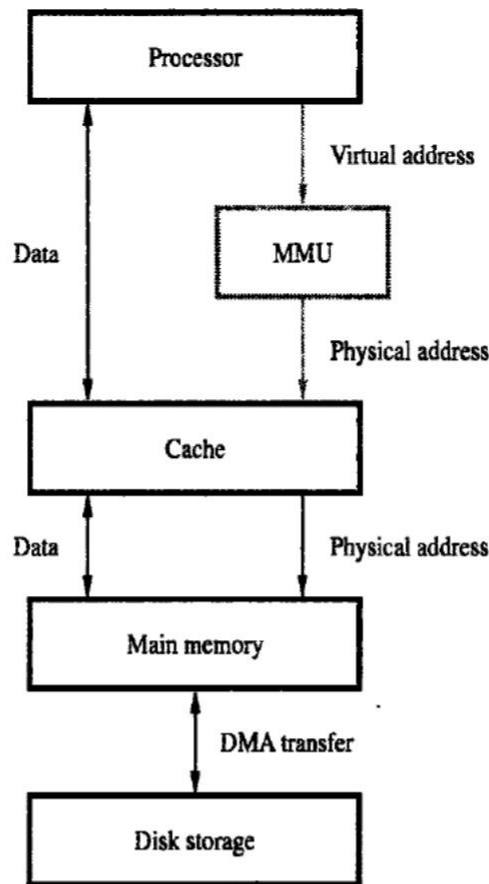 Processor
Virtual address
Data
MMU
Physical address
Cache
Data
Physical address
Main memory
DMA transfer
Disk storage